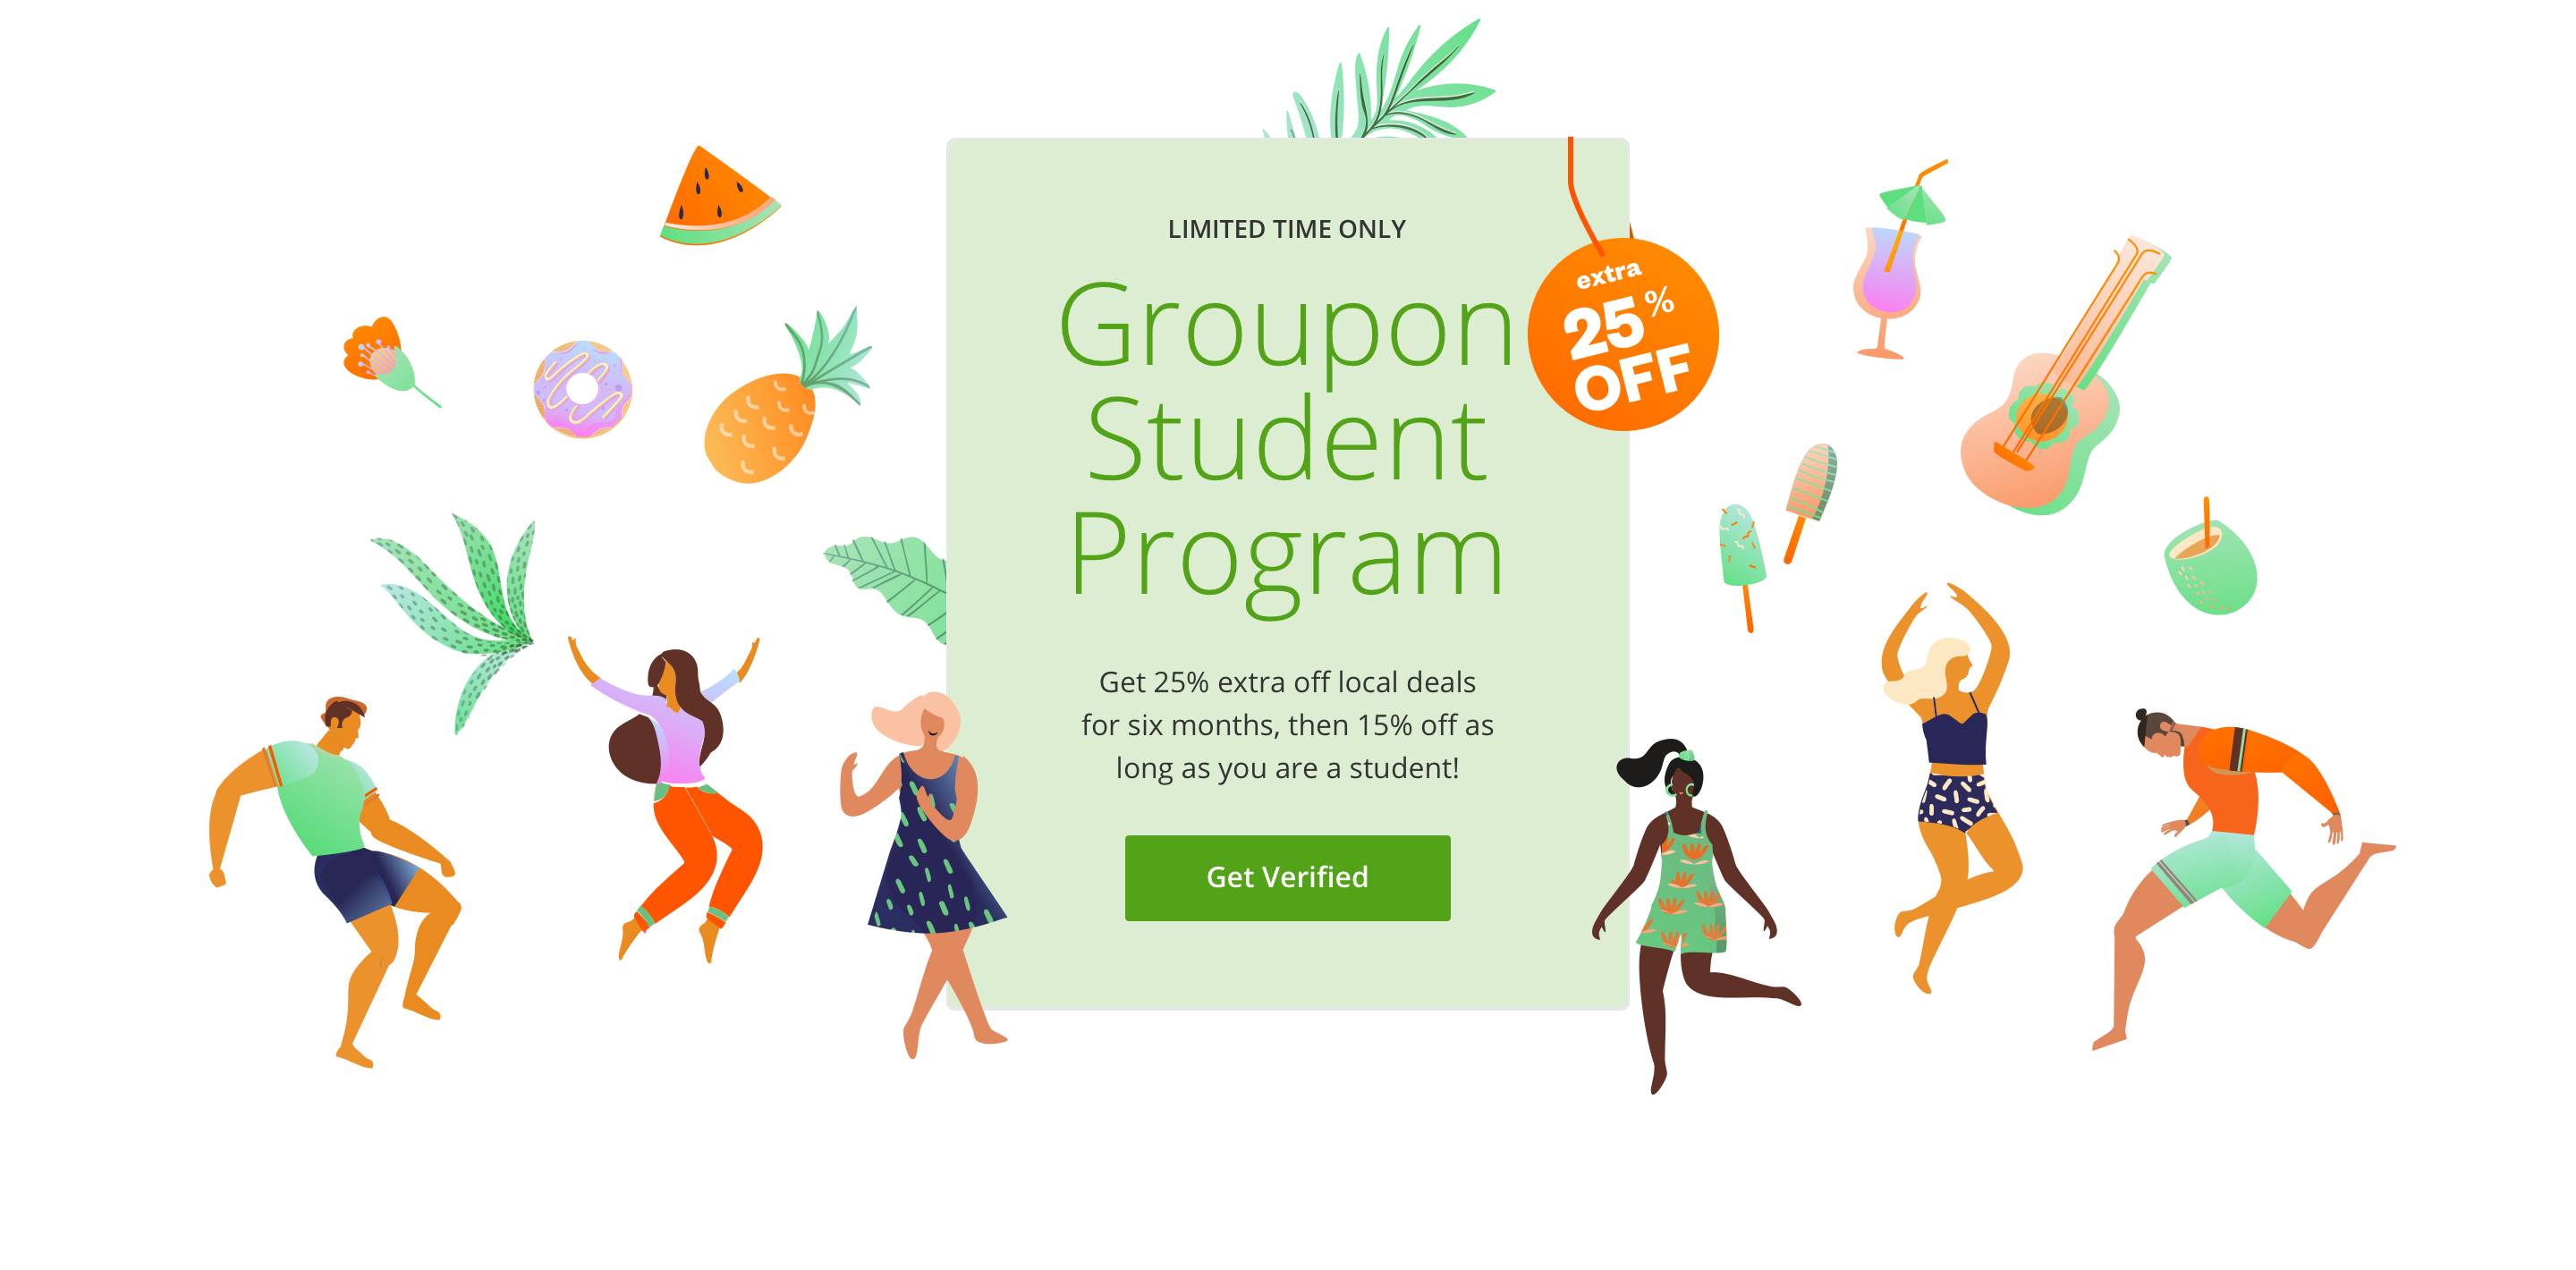 LIMITED TIME ONLY
Groupon
Student
Program
extra
25%
OFF
Get 25% extra off local deals
for six months, then 15% off as
long as you are a student!
Get Verified